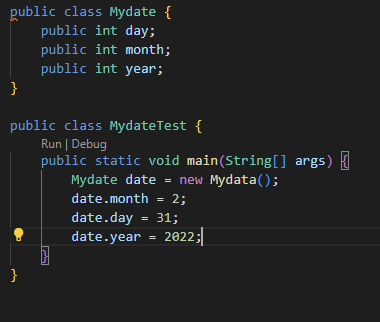 public class Mydate {
    public int day;
    public int month;
    public int year;
}
public class MydateTest {
    Run | Debug
    public static void main(String[] args) {
        Mydate date = new Mydata();
        date.month = 2;
        date.day = 31;
        date.year = 2022;
    }
}